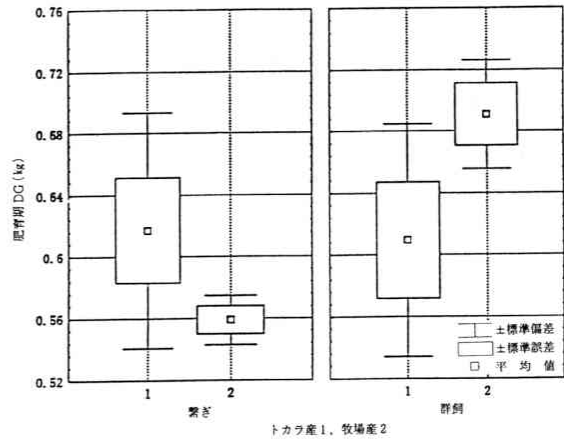 0.76
0.72
0.68
0.64
0.6
0.56
0.52
肥育期DG(kg)
1
2
1
2
繋ぎ
群飼
±標準偏差
±標準誤差
平均値
トカラ産1、牧場産2